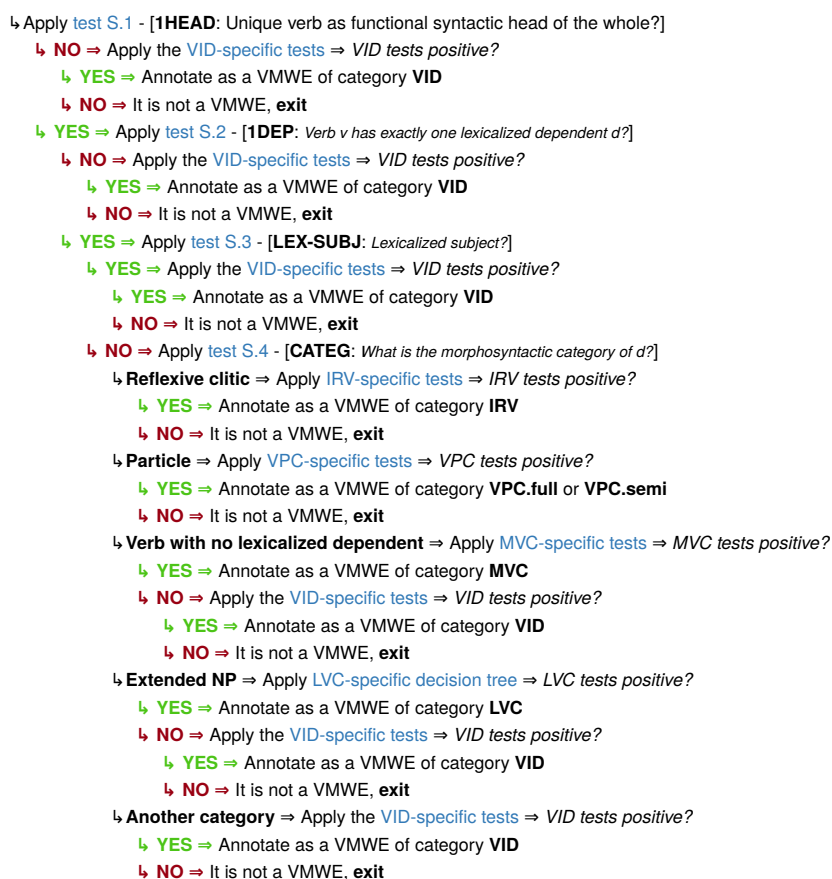 ↳Apply test S.1 - [1HEAD: Unique verb as functional syntactic head of the whole?]
↳ NO ⇒ Apply the VID-specific tests ⇒ VID tests positive?
↳ YES ⇒ Annotate as a VMWE of category VID
↳ NO ⇒ It is not a VMWE, exit
↳ YES ⇒ Apply test S.2 - [1DEP: Verb v has exactly one lexicalized dependent d?]
↳ NO ⇒ Apply the VID-specific tests ⇒ VID tests positive?
↳ YES ⇒ Annotate as a VMWE of category VID
↳ NO ⇒ It is not a VMWE, exit
↳ YES ⇒ Apply test S.3 - [LEX-SUBJ: Lexicalized subject?]
↳ YES ⇒ Apply the VID-specific tests ⇒ VID tests positive?
↳ YES ⇒ Annotate as a VMWE of category VID
↳ NO ⇒ It is not a VMWE, exit
↳ NO ⇒ Apply test S.4 - [CATEG: What is the morphosyntactic category of d?]
↳Reflexive clitic ⇒ Apply IRV-specific tests ⇒ IRV tests positive?
↳ YES ⇒ Annotate as a VMWE of category IRV
↳ NO ⇒ It is not a VMWE, exit
↳Particle ⇒ Apply VPC-specific tests ⇒ VPC tests positive?
↳ YES ⇒ Annotate as a VMWE of category VPC.full or VPC.semi
↳ NO ⇒ It is not a VMWE, exit
↳Verb with no lexicalized dependent ⇒ Apply MVC-specific tests ⇒ MVC tests positive?
↳ YES ⇒ Annotate as a VMWE of category MVC
↳ NO ⇒ Apply the VID-specific tests ⇒ VID tests positive?
↳ YES ⇒ Annotate as a VMWE of category VID
↳ NO ⇒ It is not a VMWE, exit
↳Extended NP ⇒ Apply LVC-specific decision tree ⇒ LVC tests positive?
↳ YES ⇒ Annotate as a VMWE of category LVC
↳ NO ⇒ Apply the VID-specific tests ⇒ VID tests positive?
↳ YES ⇒ Annotate as a VMWE of category VID
↳ NO ⇒ It is not a VMWE, exit
↳Another category ⇒ Apply the VID-specific tests ⇒ VID tests positive?
↳ YES ⇒ Annotate as a VMWE of category VID
↳ NO ⇒ It is not a VMWE, exit